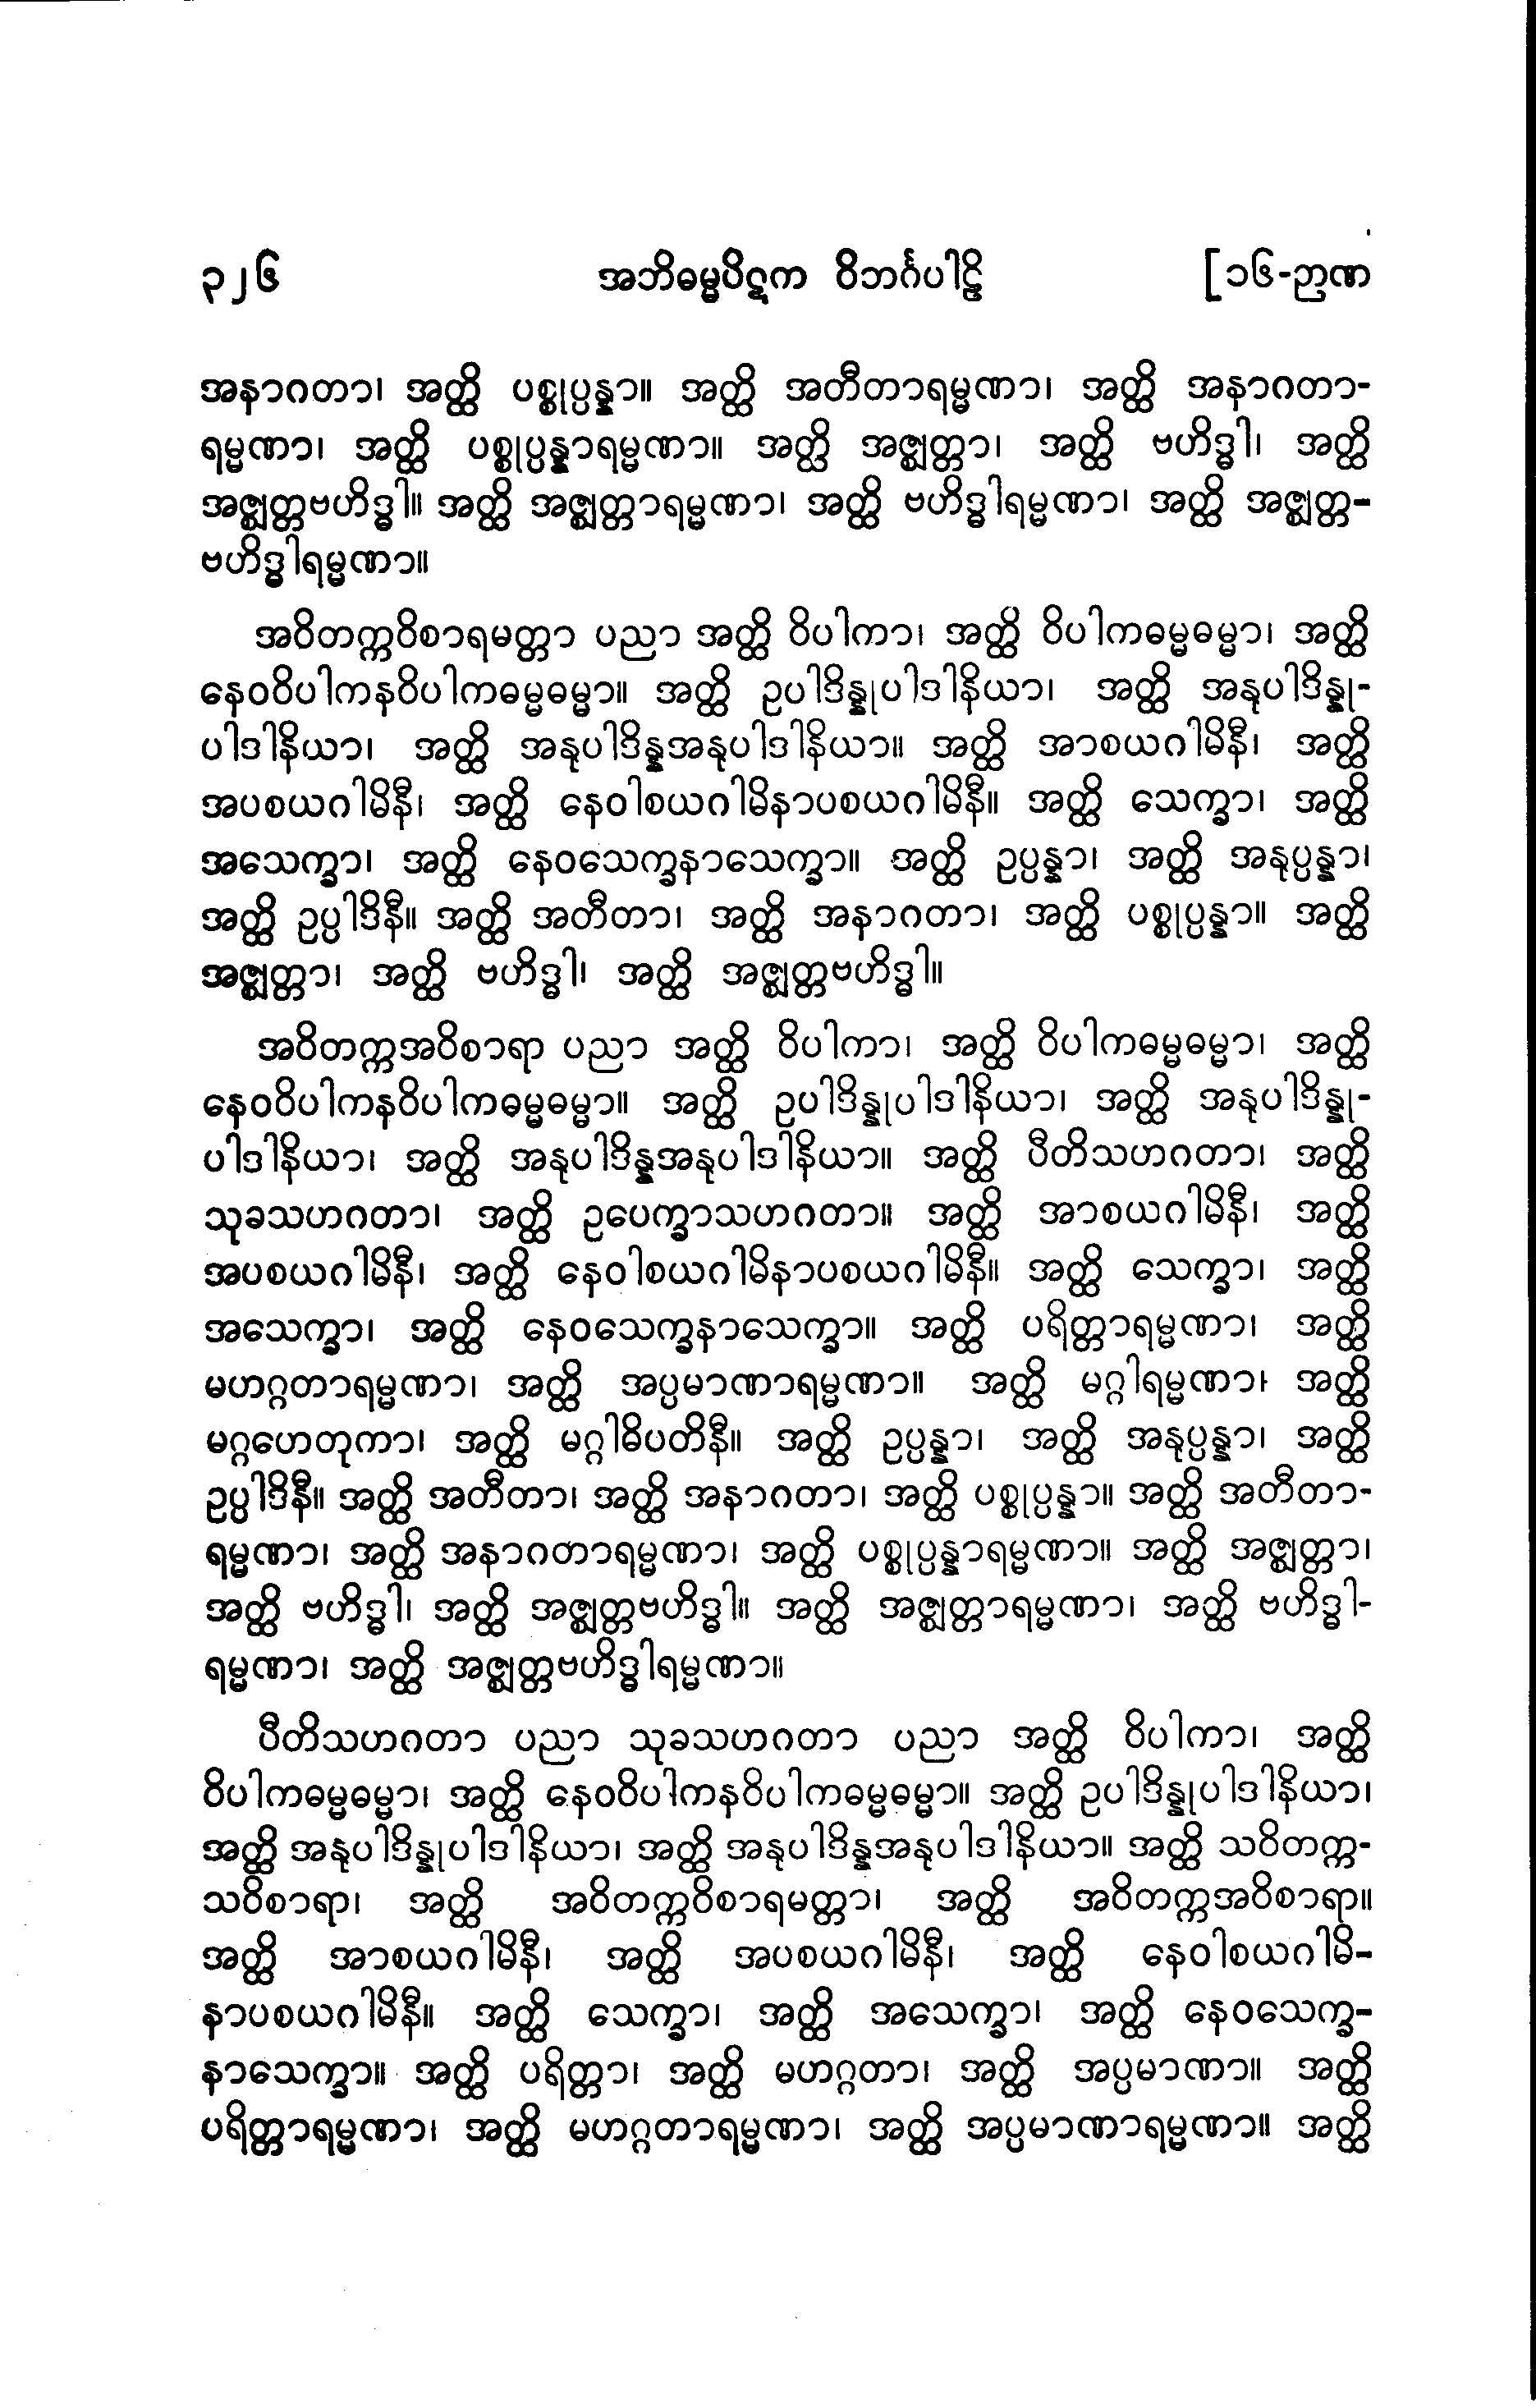 ၃၂၆ အဘိဓမ္မပိဋက ဝိဘင်္ဂပါဠိ [၁၆-ဉာဏ
အနာဂတာ၊ အတ္ထိ ပစ္စုပ္ပန္နာ။ အတ္ထိ အတီတာရမ္မဏာ၊ အတ္ထိ အနာဂတာ-
ရမ္မဏာ၊ အတ္ထိ ပစ္စုပ္ပန္နာရမ္မဏာ။ အတ္ထိ အဇ္ဈတ္တာ၊ အတ္ထိ ဗဟိဒ္ဓါ၊ အတ္ထိ
အဇ္ဈတ္တဗဟိဒ္ဓါ။ အတ္ထိ အဇ္ဈတ္တာရမ္မဏာ၊ အတ္ထိ ဗဟိဒ္ဓါရမ္မဏာ၊ အတ္ထိ အဇ္ဈတ္တ-
ဗဟိဒ္ဓါရမ္မဏာ။
အဝိတက္ကဝိစာရမတ္တာ ပညာ အတ္ထိ ဝိပါကာ၊ အတ္ထိ ဝိပါကဓမ္မဓမ္မာ၊ အတ္ထိ
နေဝဝိပါကနဝိပါကဓမ္မဓမ္မာ။ အတ္ထိ ဥပါဒိန္နုပါဒါနိယာ၊ အတ္ထိ အနုပါဒိန္နု-
ပါဒါနိယာ၊ အတ္ထိ အနုပါဒိန္နအနုပါဒါနိယာ။ အတ္ထိ အာစယဂါမိနီ၊ အတ္ထိ
အပစယဂါမိနီ၊ အတ္ထိ နေဝါစယဂါမိနာပစယဂါမိနီ။ အတ္ထိ သေက္ခာ၊ အတ္ထိ
အသေက္ခာ၊ အတ္ထိ နေဝသေက္ခနာသေက္ခာ။ အတ္ထိ ဥပ္ပန္နာ၊ အတ္ထိ အနုပ္ပန္နာ၊
အတ္ထိ ဥပ္ပါဒိနီ။ အတ္ထိ အတီတာ၊ အတ္ထိ အနာဂတာ၊ အတ္ထိ ပစ္စုပ္ပန္နာ။ အတ္ထိ
အဇ္ဈတ္တာ၊ အတ္ထိ ဗဟိဒ္ဓါ၊ အတ္ထိ အဇ္ဈတ္တဗဟိဒ္ဓါ။
အဝိတက္ကအဝိစာရာ ပညာ အတ္ထိ ဝိပါကာ၊ အတ္ထိ ဝိပါကဓမ္မဓမ္မာ၊ အတ္ထိ
နေဝဝိပါကနဝိပါကဓမ္မဓမ္မာ။ အတ္ထိ ဥပါဒိန္နုပါဒါနိယာ၊ အတ္ထိ အနုပါဒိန္နု-
ပါဒါနိယာ၊ အတ္ထိ အနုပါဒိန္နအနုပါဒါနိယာ။ အတ္ထိ ပီတိသဟဂတာ၊ အတ္ထိ
သုခသဟဂတာ၊ အတ္ထိ ဥပေက္ခာသဟဂတာ။ အတ္ထိ အာစယဂါမိနီ၊ အတ္ထိ
အပစယဂါမိနီ၊ အတ္ထိ နေဝါစယဂါမိနာပစယဂါမိနီ။ အတ္ထိ သေက္ခာ၊ အတ္ထိ
အသေက္ခာ၊ အတ္ထိ နေဝသေက္ခနာသေက္ခာ။ အတ္ထိ ပရိတ္တာရမ္မဏာ၊ အတ္ထိ
မဟဂ္ဂတာရမ္မဏာ၊ အတ္ထိ အပ္ပမာဏာရမ္မဏာ။ အတ္ထိ မဂ္ဂါရမ္မဏာ၊ အတ္ထိ
မဂ္ဂဟေတုကာ၊ အတ္ထိ မဂ္ဂါဓိပတိနီ။ အတ္ထိ ဥပ္ပန္နာ၊ အတ္ထိ အနုပ္ပန္နာ၊ အတ္ထိ
ဥပ္ပါဒိနီ။ အတ္ထိ အတီတာ၊ အတ္ထိ အနာဂတာ၊ အတ္ထိ ပစ္စုပ္ပန္နာ။ အတ္ထိ အတီတာ-
ရမ္မဏာ၊ အတ္ထိ အနာဂတာရမ္မဏာ၊ အတ္ထိ ပစ္စုပ္ပန္နာရမ္မဏာ။ အတ္ထိ အဇ္ဈတ္တာ၊
အတ္ထိ ဗဟိဒ္ဓါ၊ အတ္ထိ အဇ္ဈတ္တဗဟိဒ္ဓါ။ အတ္ထိ အဇ္ဈတ္တာရမ္မဏာ၊ အတ္ထိ ဗဟိဒ္ဓါ-
ရမ္မဏာ၊ အတ္ထိ အဇ္ဈတ္တဗဟိဒ္ဓါရမ္မဏာ။
ပီတိသဟဂတာ ပညာ သုခသဟဂတာ ပညာ အတ္ထိ ဝိပါကာ၊ အတ္ထိ
ဝိပါကဓမ္မဓမ္မာ၊ အတ္ထိ နေဝဝိပါကနဝိပါကဓမ္မဓမ္မာ။ အတ္ထိ ဥပါဒိန္နုပါဒါနိယာ၊
အတ္ထိ အနုပါဒိန္နုပါဒါနိယာ၊ အတ္ထိ အနုပါဒိန္နအနုပါဒါနိယာ။ အတ္ထိ သဝိတက္က-
သဝိစာရာ၊ အတ္ထိ အဝိတက္ကဝိစာရမတ္တာ၊ အတ္ထိ အဝိတက္ကအဝိစာရာ။
အတ္ထိ အာစယဂါမိနီ၊ အတ္ထိ အပစယဂါမိနီ၊ အတ္ထိ နေဝါစယဂါမိ-
နာပစယဂါမိနီ။ အတ္ထိ သေက္ခာ၊ အတ္ထိ အသေက္ခာ၊ အတ္ထိ နေဝသေက္ခ-
နာသေက္ခာ။ အတ္ထိ ပရိတ္တာ၊ အတ္ထိ မဟဂ္ဂတာ၊ အတ္ထိ အပ္ပမာဏာ။ အတ္ထိ
ပရိတ္တာရမ္မဏာ၊ အတ္ထိ မဟဂ္ဂတာရမ္မဏာ၊ အတ္ထိ အပ္ပမာဏာရမ္မဏာ။ အတ္ထိ